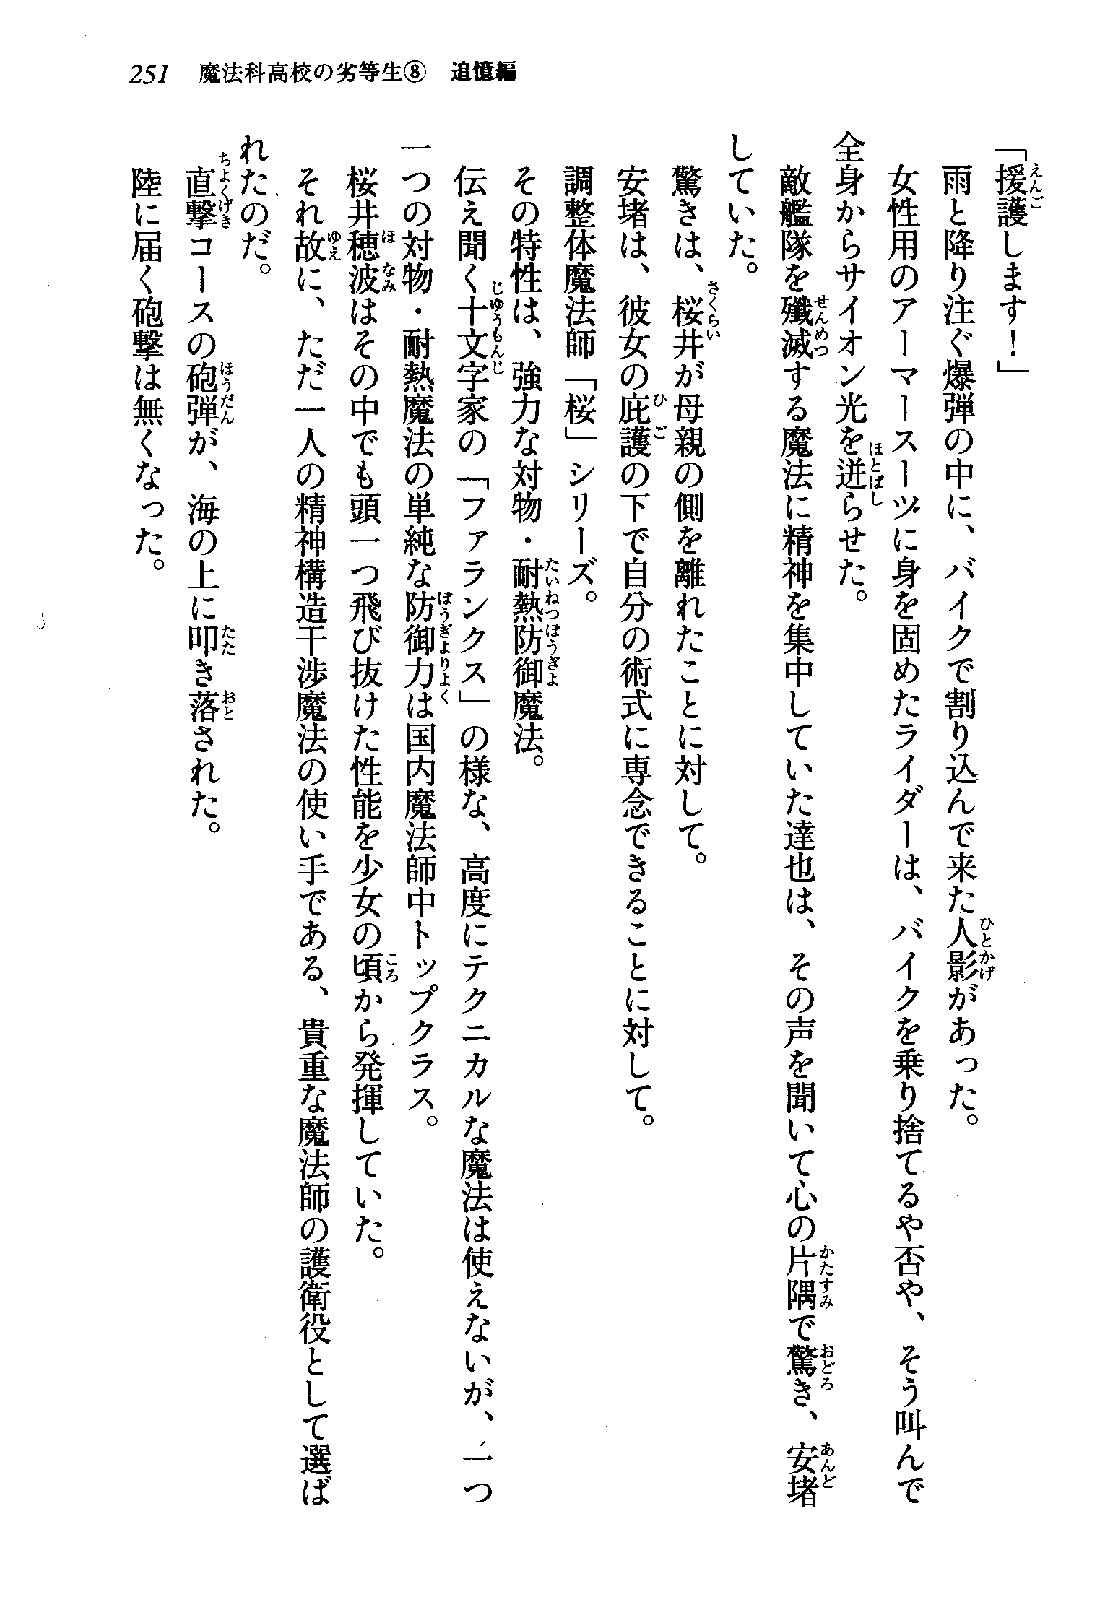 251 魔法科高校の劣等生⑧ 追憶編
「援護します！」
雨と降り注ぐ爆弾の中に、バイクで割り込んで来た人影があった。
女性用のアーマースーツに身を固めたライダーは、バイクを乗り捨てるや否や、そう叫んで
全身からサイオン光を迸らせた。
敵艦隊を殲滅する魔法に精神を集中していた達也は、その声を聞いて心の片隅で驚き、安堵
していた。
驚きは、桜井が母親の側を離れたことに対して。
安堵は、彼女の庇護の下で自分の術式に専念できることに対して。
調整体魔法師「桜」シリーズ。
その特性は、強力な対物・耐熱防御魔法。
伝え聞く十文字家の「ファランクス」の様な、高度にテクニカルな魔法は使えないが、一つ
一つの対物・耐熱魔法の単純な防御力は国内魔法師中トップクラス。
桜井穂波はその中でも頭一つ飛び抜けた性能を少女の頃から発揮していた。
それ故に、ただ一人の精神構造干渉魔法の使い手である、貴重な魔法師の護衛役として選ば
れたのだ。
直撃コースの砲弾が、海の上に叩き落された。
陸に届く砲撃は無くなった。